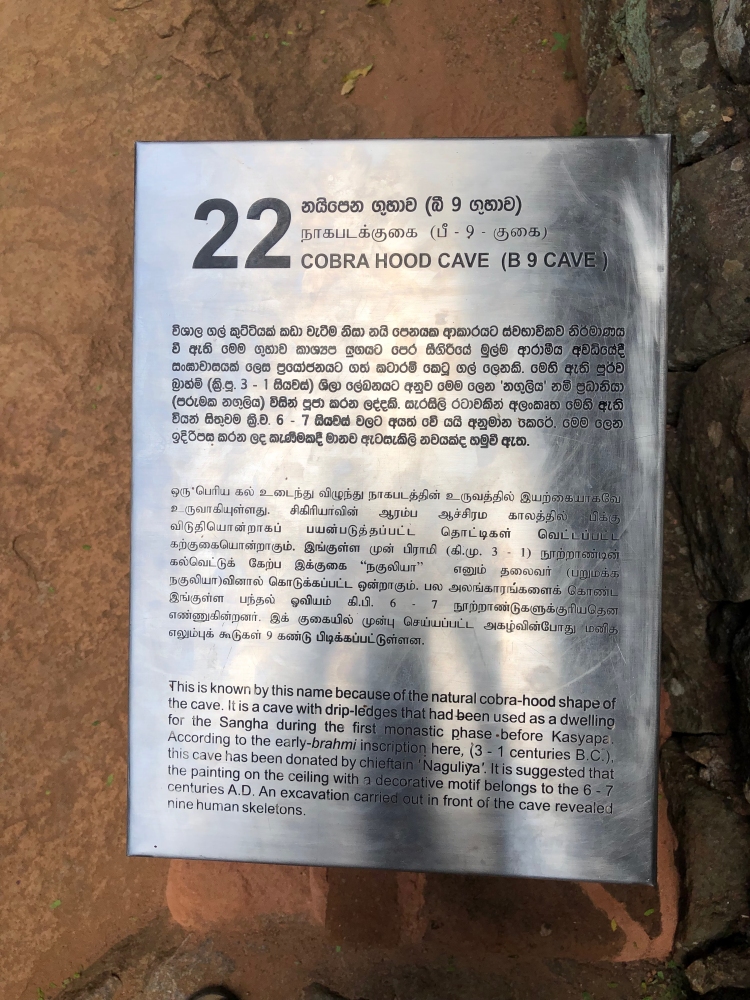 22
නයිපෙන ගුහාව (බී 9 ගුහාව)
நாகபடக்குகை (பீ - 9 - குகை)
COBRA HOOD CAVE (B 9 CAVE )
විශාල ගල් කුට්ටියක් කඩා වැටීම නිසා නයි පෙනයක ආකාරයට ස්වභාවිකව නිර්මාණය
වී ඇති මෙම ගුහාව කාශ්‍යප යුගයට පෙර සීගිරියේ මුල්ම ආරාමීය අවධියේදී
සංඝාවාසයක් ලෙස ප්‍රයෝජනයට ගත් කටාරම් කෙටූ ගල් ලෙනකි. මෙහි ඇති පූර්ව
බ්‍රාහ්මී (ක්‍රි.පූ. 3 - 1 සියවස්) ශිලා ලේඛනයට අනුව මෙම ලෙන 'නගුලිය' නම් ප්‍රධානියා
(පරුමක නගුලිය) විසින් පූජා කරන ලද්දකි. සැරසිලි රටාවකින් අලංකෘත මෙහි ඇති
වියන් සිතුවම ක්‍රි.ව. 6 - 7 සියවස් වලට අයත් වේ යයි අනුමාන කෙරේ. මෙම ලෙන
ඉදිරිපස කරන ලද කැණීමකදී මානව ඇටසැකිලි නවයක්ද හමුවී ඇත.
ஒரு பெரிய கல் உடைந்து விழுந்து நாகபடத்தின் உருவத்தில் இயற்கையாகவே
உருவாகியுள்ளது. சிகிரியாவின் ஆரம்ப ஆச்சிரம காலத்தில் பிக்கு
விடுதியொன்றாகப் பயன்படுத்தப்பட்ட தொட்டிகள் வெட்டப்பட்ட
கற்குகையொன்றாகும். இங்குள்ள முன் பிராமி (கி.மு. 3 - 1) நூற்றாண்டின்
கல்வெட்டுக் கேற்ப இக்குகை "நகுலியா" எனும் தலைவர் (பறுமக்க
நகுலியா)வினால் கொடுக்கப்பட்ட ஒன்றாகும். பல அலங்காரங்களைக் கொண்ட
இங்குள்ள பந்தல் ஓவியம் கி.பி. 6 - 7 நூற்றாண்டுகளுக்குரியதென
எண்ணுகின்றனர். இக் குகையில் முன்பு செய்யப்பட்ட அகழ்வின்போது மனித
எலும்புக் கூடுகள் 9 கண்டு பிடிக்கப்பட்டுள்ளன.
This is known by this name because of the natural cobra-hood shape of
the cave. It is a cave with drip-ledges that had been used as a dwelling
for the Sangha during the first monastic phase before Kasyapa.
According to the early-brahmi inscription here, (3 - 1 centuries B.C.),
this cave has been donated by chieftain 'Naguliya'. It is suggested that
the painting on the ceiling with a decorative motif belongs to the 6 - 7
centuries A.D. An excavation carried out in front of the cave revealed
nine human skeletons.